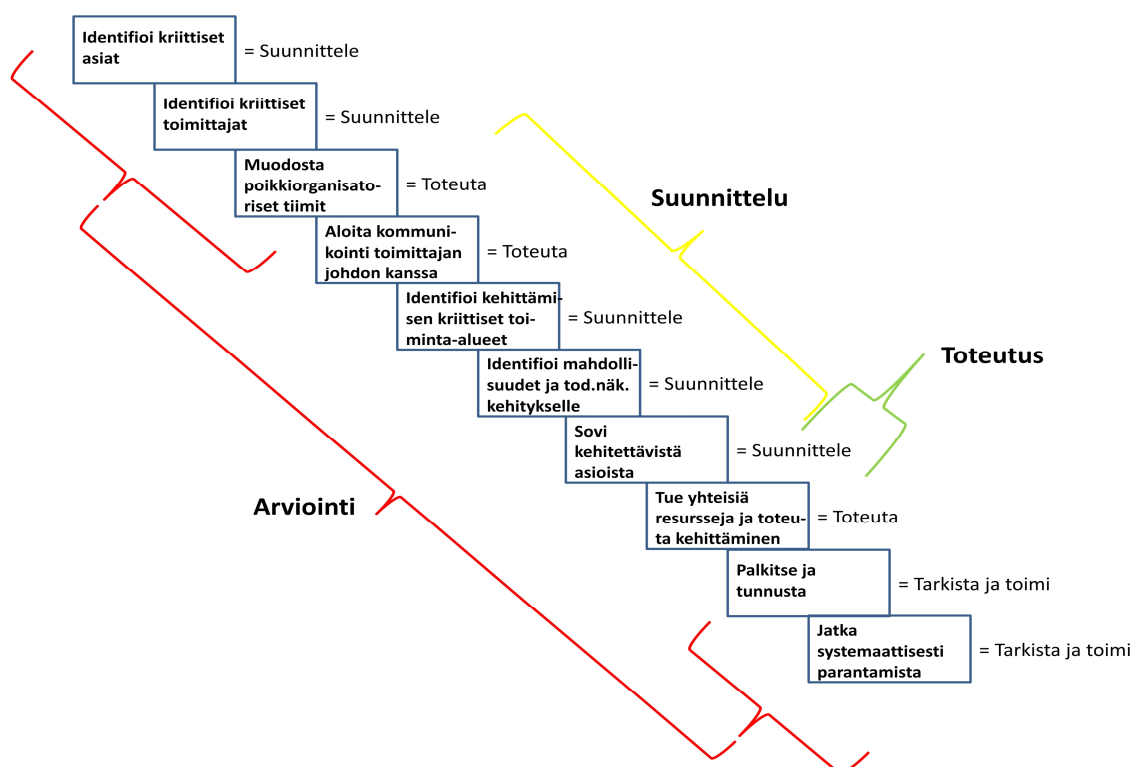 Identifioi kriittiset
asiat
= Suunnittele
Identifioi kriittiset
toimittajat
= Suunnittele
Muodosta
poikkiorganisato-
riset tiimit
= Toteuta
Suunnittelu
Aloita kommuni-
kointi toimittajan
johdon kanssa
= Toteuta
Identifioi kehittämi-
sen kriittiset toi-
minta-alueet
= Suunnittele
Toteutus
Identifioi mahdolli-
suudet ja tod.näk.
kehitykselle
= Suunnittele
Sovi
kehitettävistä
asioista
= Suunnittele
Arviointi
Tue yhteisiä
resursseja ja toteu-
ta kehittäminen
= Toteuta
Palkitse ja
tunnusta
= Tarkista ja toimi
Jatka
systemaattisesti
parantamista
= Tarkista ja toimi